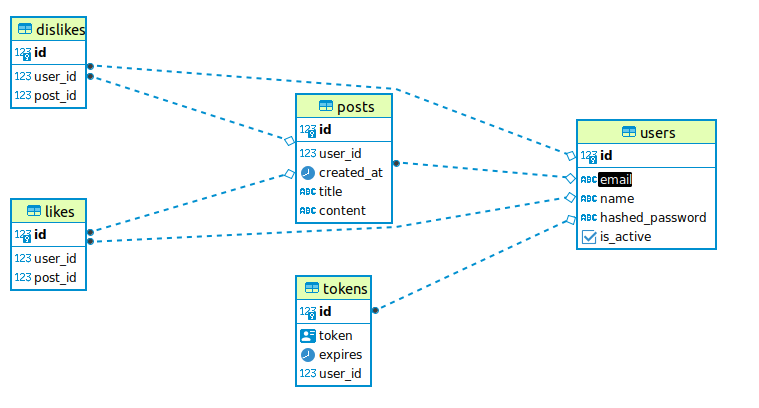 dislikes
123 id
123 user_id
123 post_id
posts
123 id
123 user_id
created_at
ABC title
ABC content
users
123 id
ABC email
ABC name
ABC hashed_password
is_active
likes
123 id
123 user_id
123 post_id
tokens
123 id
token
expires
123 user_id